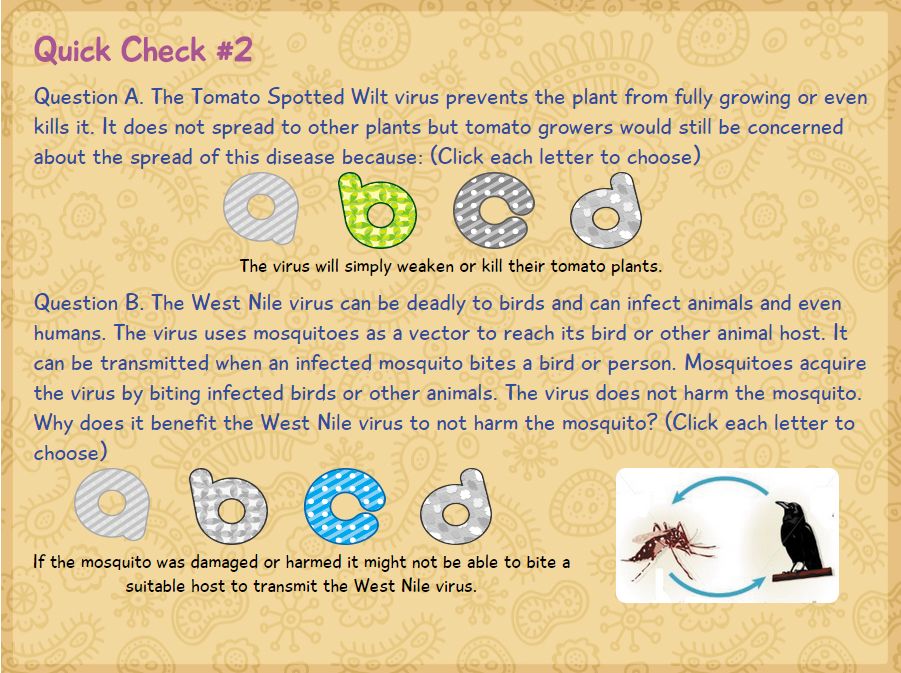 Quick Check #2
Question A. The Tomato Spotted Wilt virus prevents the plant from fully growing or even
kills it. It does not spread to other plants but tomato growers would still be concerned
about the spread of this disease because: (Click each letter to choose)
a b c d
The virus will simply weaken or kill their tomato plants.
Question B. The West Nile virus can be deadly to birds and can infect animals and even
humans. The virus uses mosquitoes as a vector to reach its bird or other animal host. It
can be transmitted when an infected mosquito bites a bird or person. Mosquitoes acquire
the virus by biting infected birds or other animals. The virus does not harm the mosquito.
Why does it benefit the West Nile virus to not harm the mosquito? (Click each letter to
choose)
a b c d
If the mosquito was damaged or harmed it might not be able to bite a
suitable host to transmit the West Nile virus.